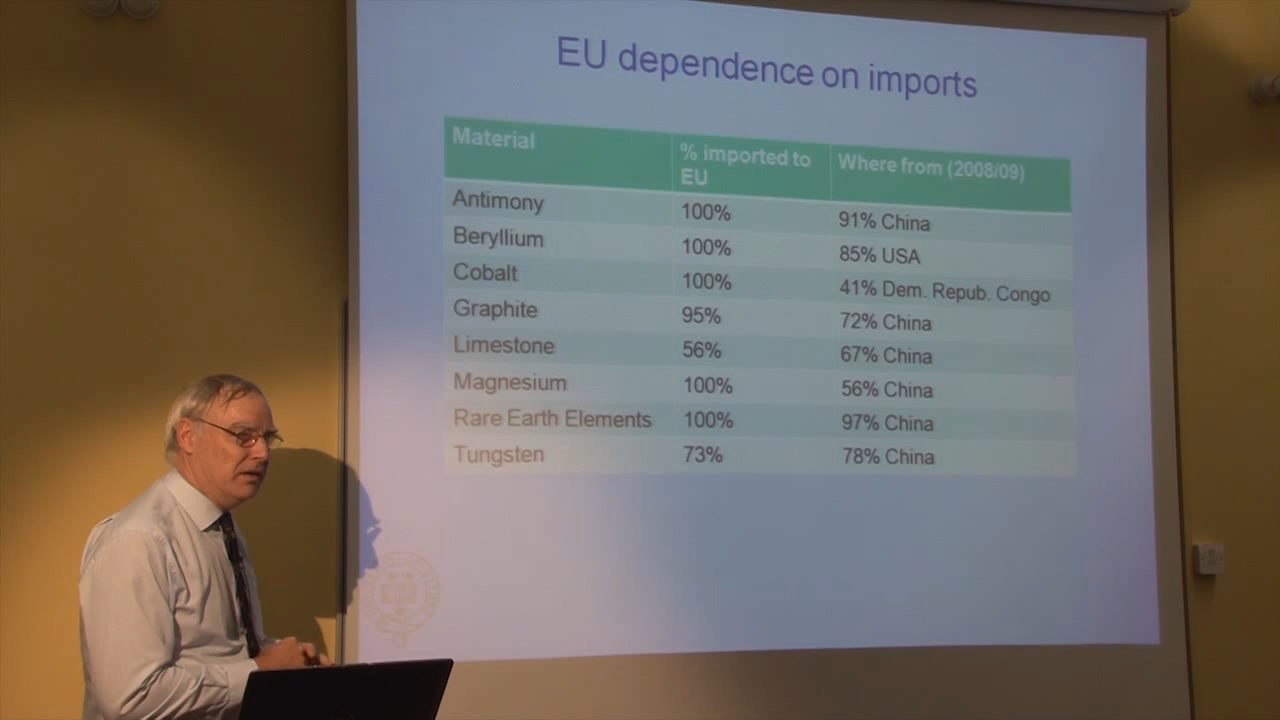 EU dependence on imports
Material % imported to EU Where from (2008/09)
Antimony 100% 91% China
Beryllium 100% 85% USA
Cobalt 100% 41% Dem. Repub. Congo
Graphite 95% 72% China
Limestone 56% 67% China
Magnesium 100% 56% China
Rare Earth Elements 100% 97% China
Tungsten 73% 78% China